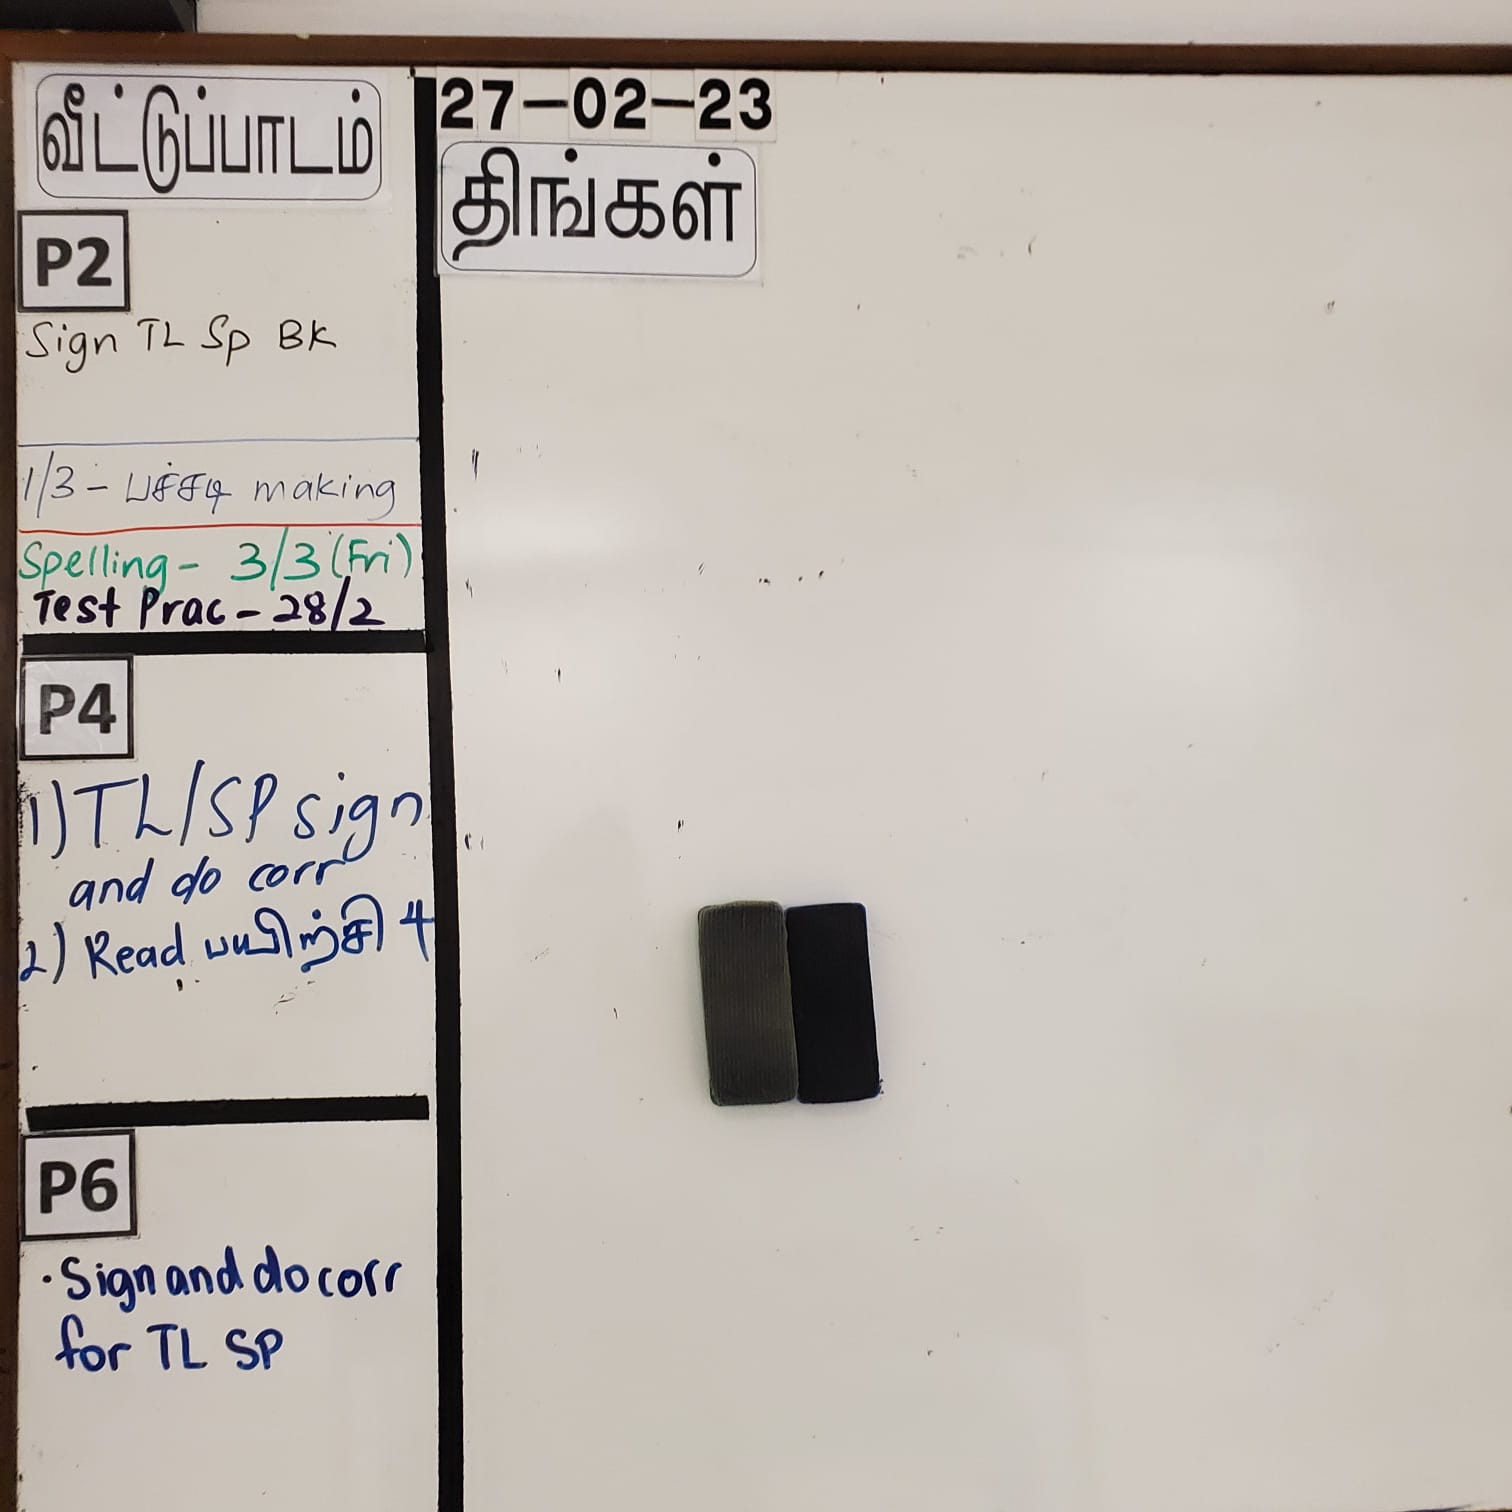 வீட்டுப்பாடம்
27-02-23
திங்கள்
P2
Sign TL Sp BK
1/3 - பச்சடி making
Spelling - 3/3 (Fri)
Test Prac - 28/2
P4
1) TL/SP sign
and do corr
2) Read பயிற்சி 4
P6
· Sign and do corr
for TL SP